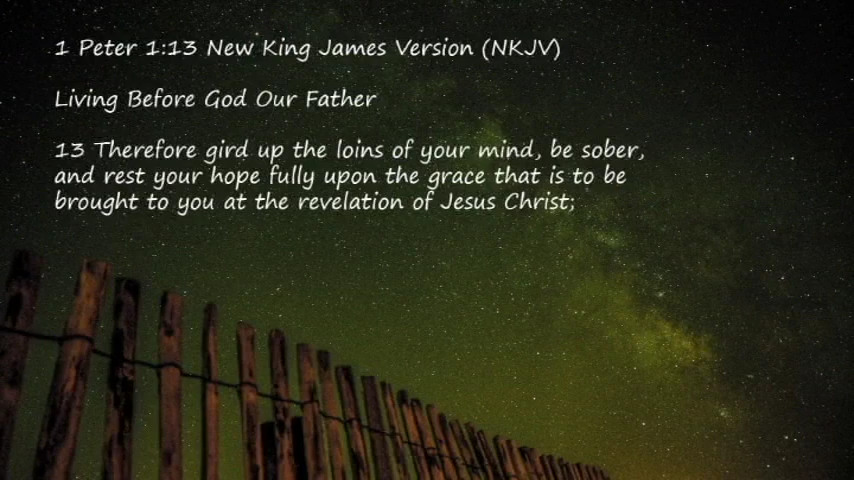 1 Peter 1:13 New King James Version (NKJV)
Living Before God Our Father
13 Therefore gird up the loins of your mind, be sober,
and rest your hope fully upon the grace that is to be
brought to you at the revelation of Jesus Christ;